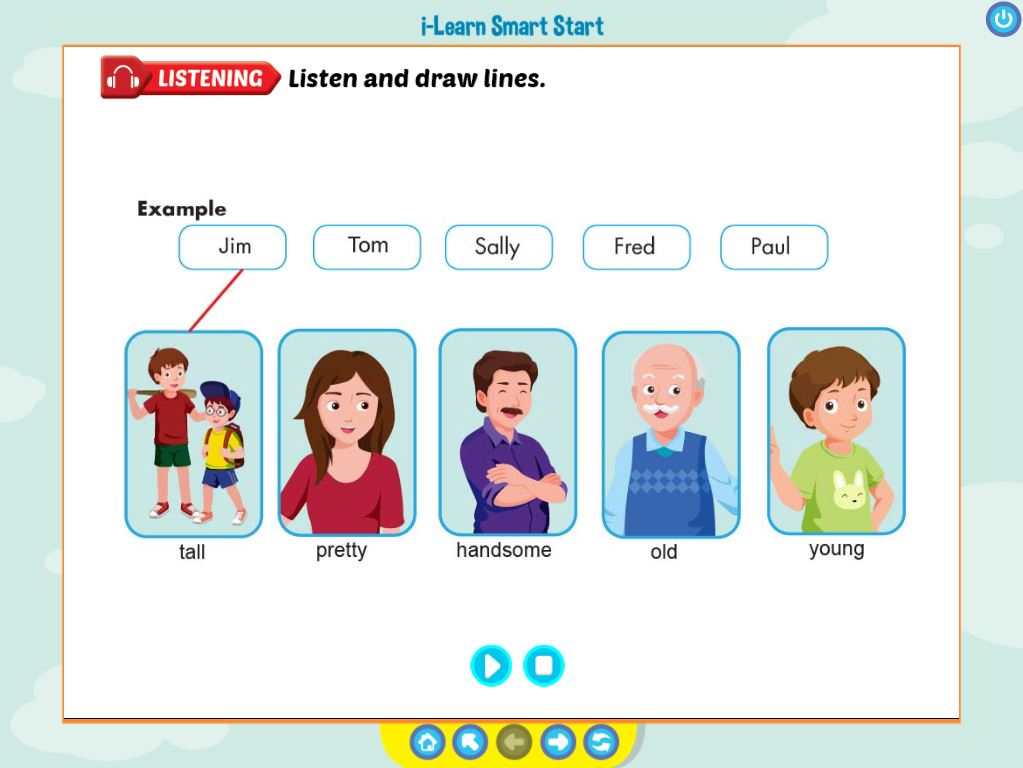 i-Learn Smart Start
LISTENING Listen and draw lines.
Example
Jim Tom Sally Fred Paul
tall pretty handsome old young